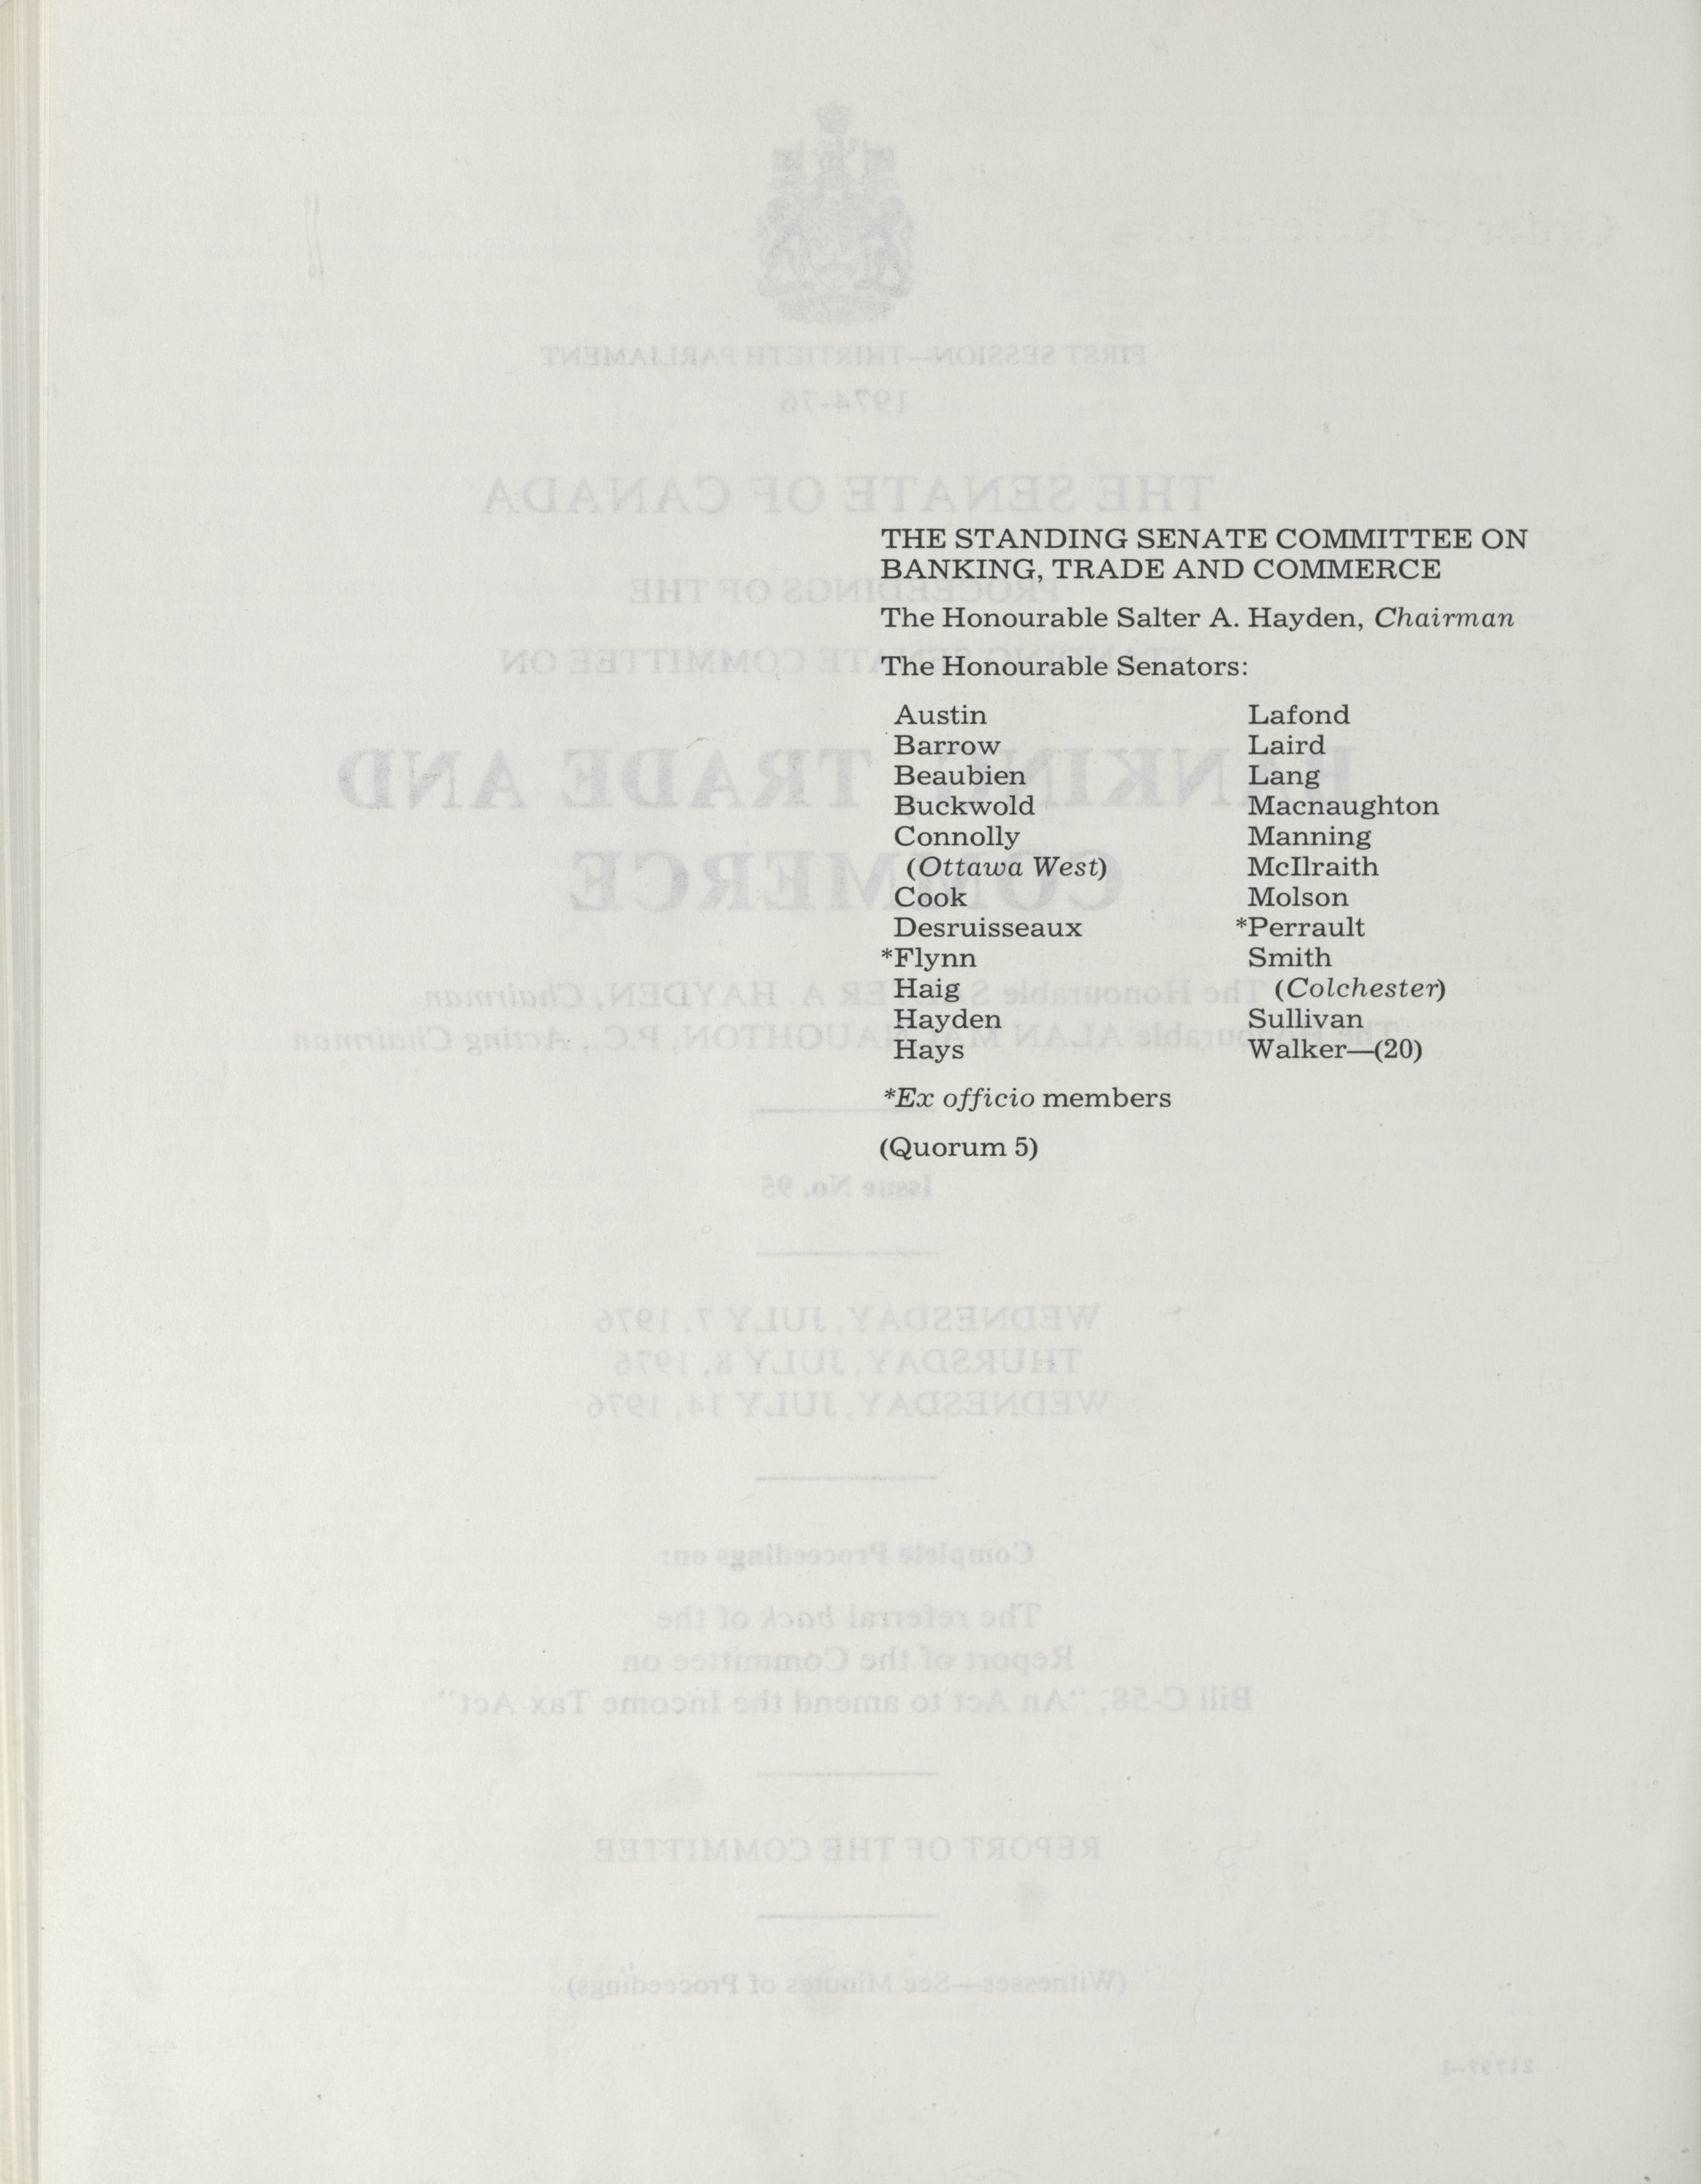 THE STANDING SENATE COMMITTEE ON
BANKING, TRADE AND COMMERCE
The Honourable Salter A. Hayden, Chairman
The Honourable Senators:
Austin
Barrow
Beaubien
Buckwold
Connolly
(Ottawa West)
Cook
Desruisseaux
*Flynn
Haig
Hayden
Hays
Lafond
Laird
Lang
Macnaughton
Manning
McIlraith
Molson
*Perrault
Smith
(Colchester)
Sullivan
Walker—(20)
*Ex officio members
(Quorum 5)